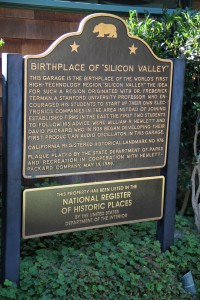 BIRTHPLACE OF "SILICON VALLEY"
THIS GARAGE IS THE BIRTHPLACE OF THE WORLD'S FIRST
HIGH-TECHNOLOGY REGION, "SILICON VALLEY." THE IDEA
FOR SUCH A REGION ORIGINATED WITH DR. FREDERICK
TERMAN, A STANFORD UNIVERSITY PROFESSOR WHO EN-
COURAGED HIS STUDENTS TO START UP THEIR OWN ELEC-
TRONICS COMPANIES IN THE AREA INSTEAD OF JOINING
ESTABLISHED FIRMS IN THE EAST. THE FIRST TWO STUDENTS
TO FOLLOW HIS ADVICE WERE WILLIAM R. HEWLETT AND
DAVID PACKARD, WHO IN 1938 BEGAN DEVELOPING THEIR
FIRST PRODUCT, AN AUDIO OSCILLATOR, IN THIS GARAGE.
CALIFORNIA REGISTERED HISTORICAL LANDMARK NO. 976
PLAQUE PLACED BY THE STATE DEPARTMENT OF PARKS
AND RECREATION IN COOPERATION WITH HEWLETT-
PACKARD COMPANY, MAY 19, 1989.
THIS PROPERTY HAS BEEN LISTED IN THE
NATIONAL REGISTER
OF HISTORIC PLACES
BY THE UNITED STATES
DEPARTMENT OF THE INTERIOR